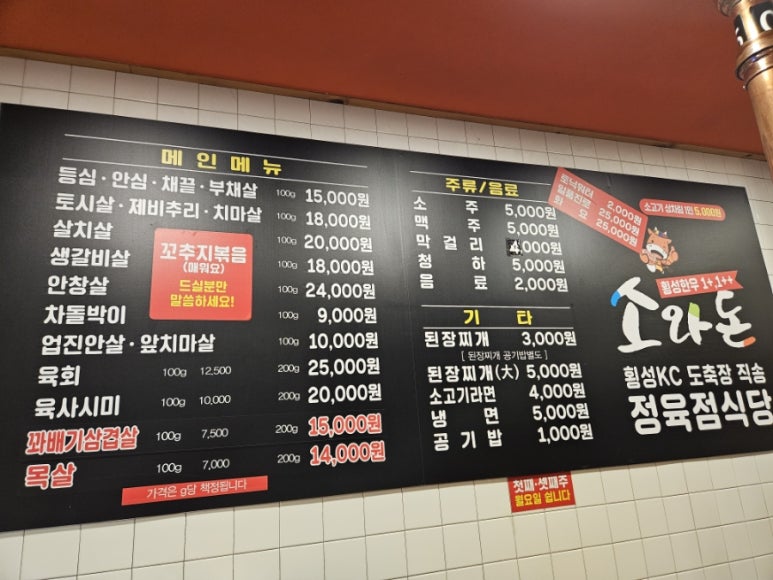 메인메뉴
등심·안심·채끌·부채살 100g 15,000원
토시살·제비추리·치마살 100g 18,000원
살치살 100g 20,000원
생갈비살 100g 18,000원
안창살 100g 24,000원
차돌박이 100g 9,000원
업진안살·앞치마살 100g 10,000원
육회 100g 12,500 200g 25,000원
육사시미 100g 10,000 200g 20,000원
꽈배기삼겹살 100g 7,500 200g 15,000원
목살 100g 7,000 200g 14,000원
가격은 g당 책정됩니다
꼬추지볶음
(매워요)
드실분만
말씀하세요!
주류/음료
소 주 5,000원
맥 주 5,000원
막걸리 4,000원
청 하 5,000원
음 료 2,000원
기 타
된장찌개 3,000원
[ 된장찌개 공기밥별도 ]
된장찌개(大) 5,000원
소고기라면 4,000원
냉 면 5,000원
공기밥 1,000원
토닉워터 2,000원
일품진로 25,000원
화 요 25,000원
소고기 상차림 1인 5,000원
횡성한우 1+,1++
소와돈
횡성KC 도축장 직송
정육점식당
첫째·셋째주
월요일 쉽니다